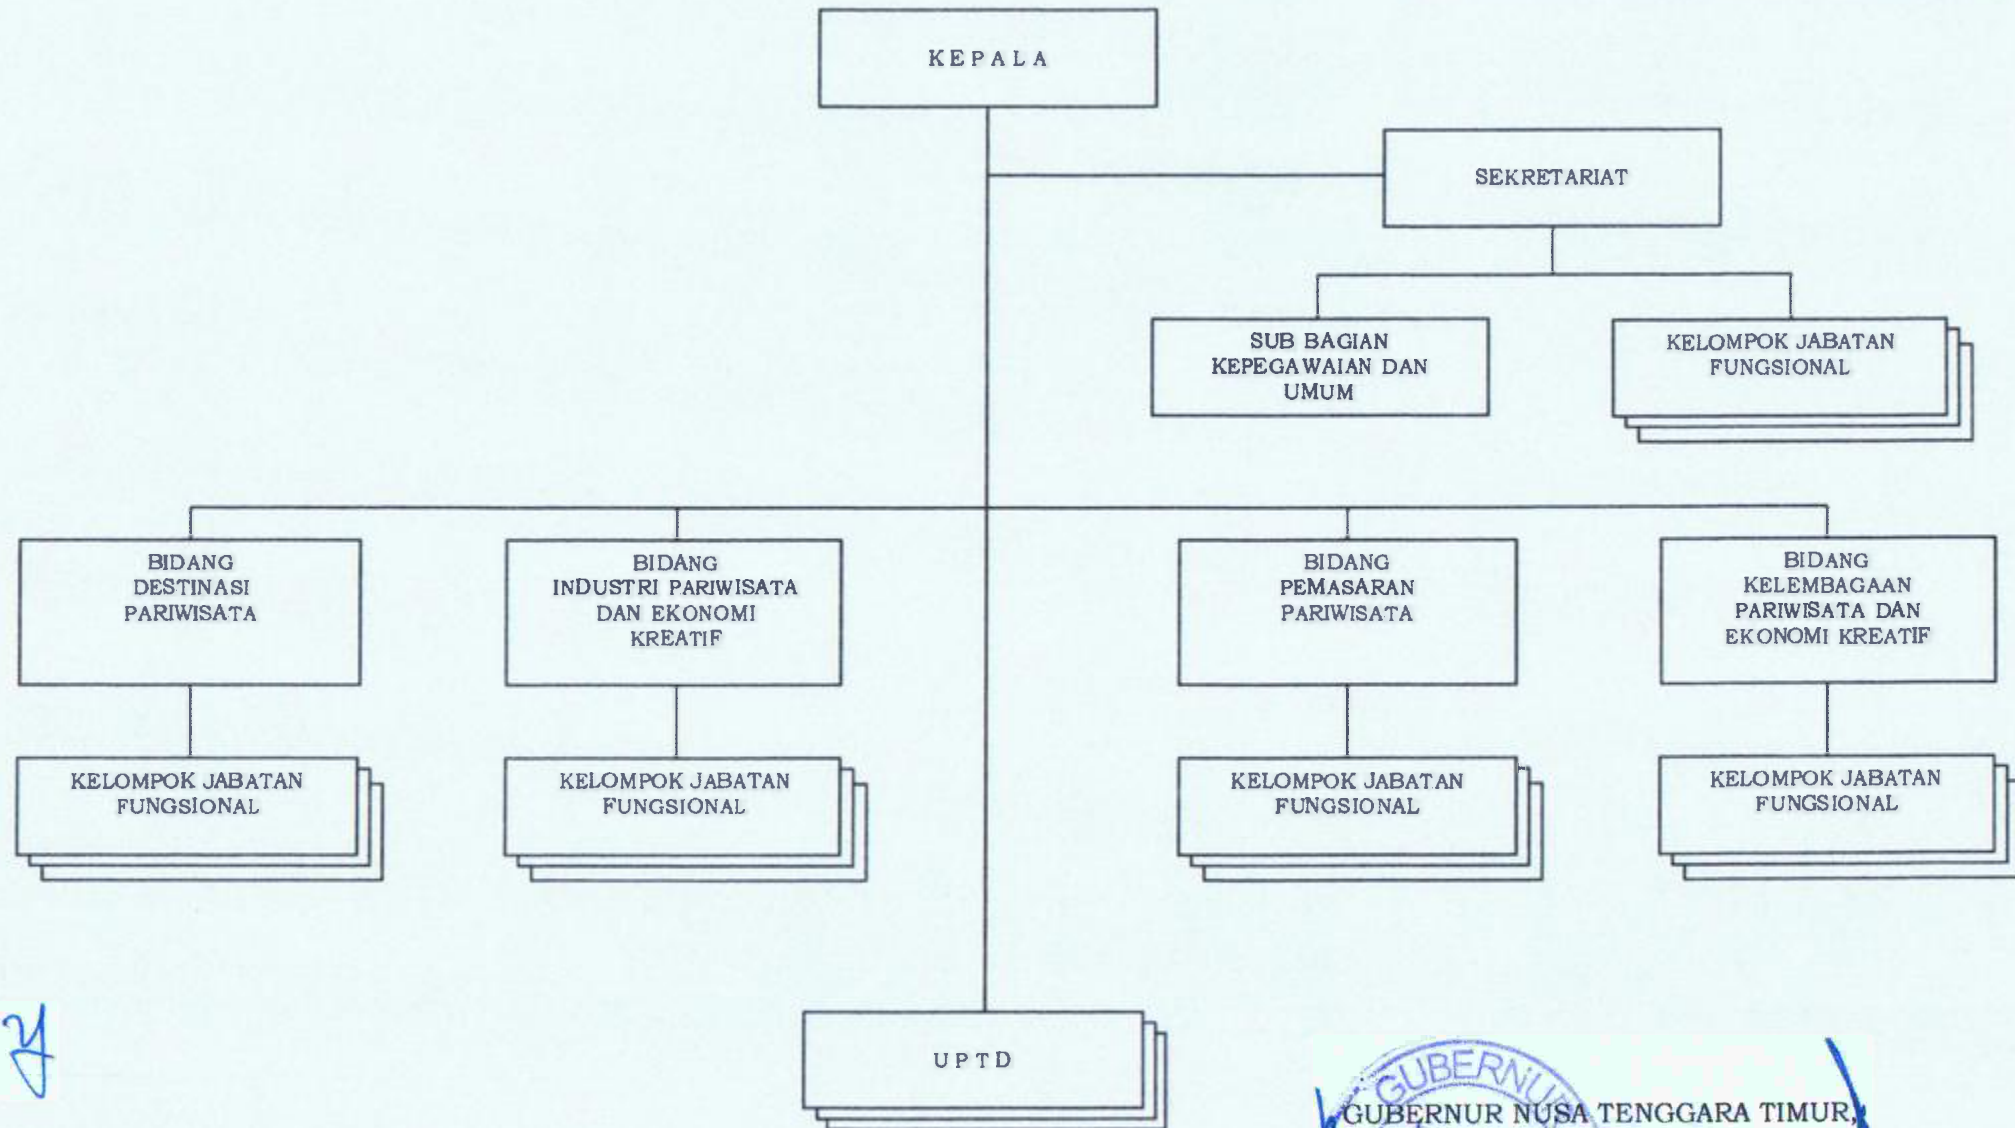 KEPALA
SEKRETARIAT
SUB BAGIAN
KEPEGAWAIAN DAN
UMUM
KELOMPOK JABATAN
FUNGSIONAL
BIDANG
DESTINASI
PARIWISATA
BIDANG
INDUSTRI PARIWISATA
DAN EKONOMI
KREATIF
BIDANG
PEMASARAN
PARIWISATA
BIDANG
KELEMBAGAAN
PARIWISATA DAN
EKONOMI KREATIF
KELOMPOK JABATAN
FUNGSIONAL
KELOMPOK JABATAN
FUNGSIONAL
KELOMPOK JABATAN
FUNGSIONAL
KELOMPOK JABATAN
FUNGSIONAL
UPTD
GUBERNUR
GUBERNUR NUSA TENGGARA TIMUR,